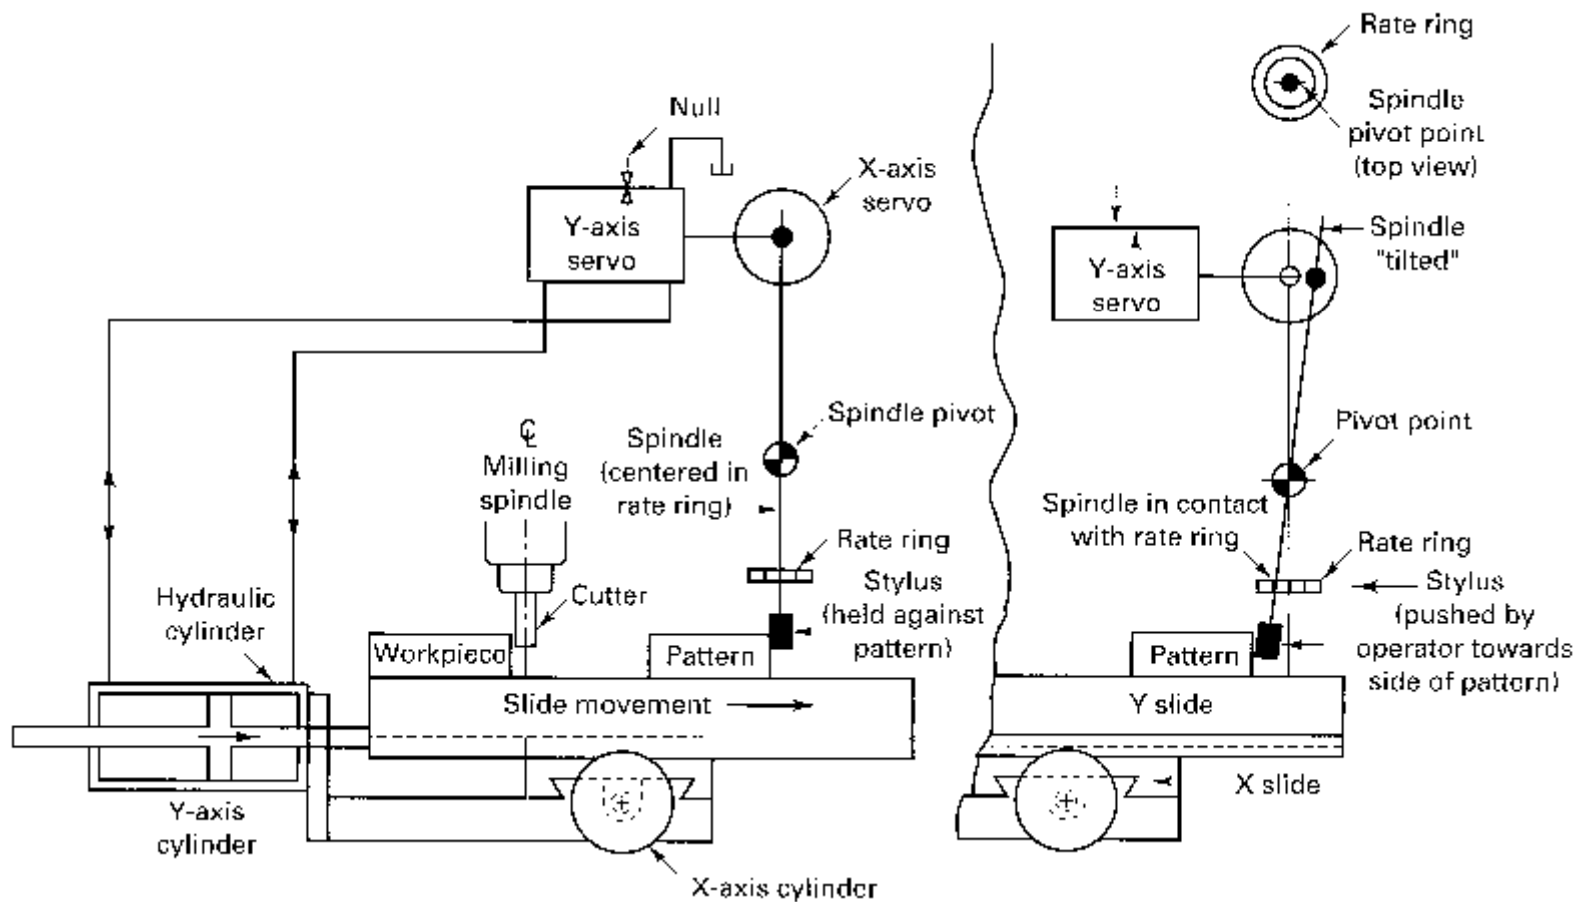 Null
X-axis
servo
Y-axis
servo
Spindle pivot
Spindle
(centered in
rate ring)
℄
Milling
spindle
Rate ring
Stylus
(held against
pattern)
Cutter
Hydraulic
cylinder
Workpiece
Pattern
Slide movement
Y-axis
cylinder
X-axis cylinder
Rate ring
Spindle
pivot point
(top view)
Spindle
"tilted"
Y-axis
servo
Pivot point
Spindle in contact
with rate ring
Rate ring
Stylus
(pushed by
operator towards
side of pattern)
Pattern
Y slide
X slide